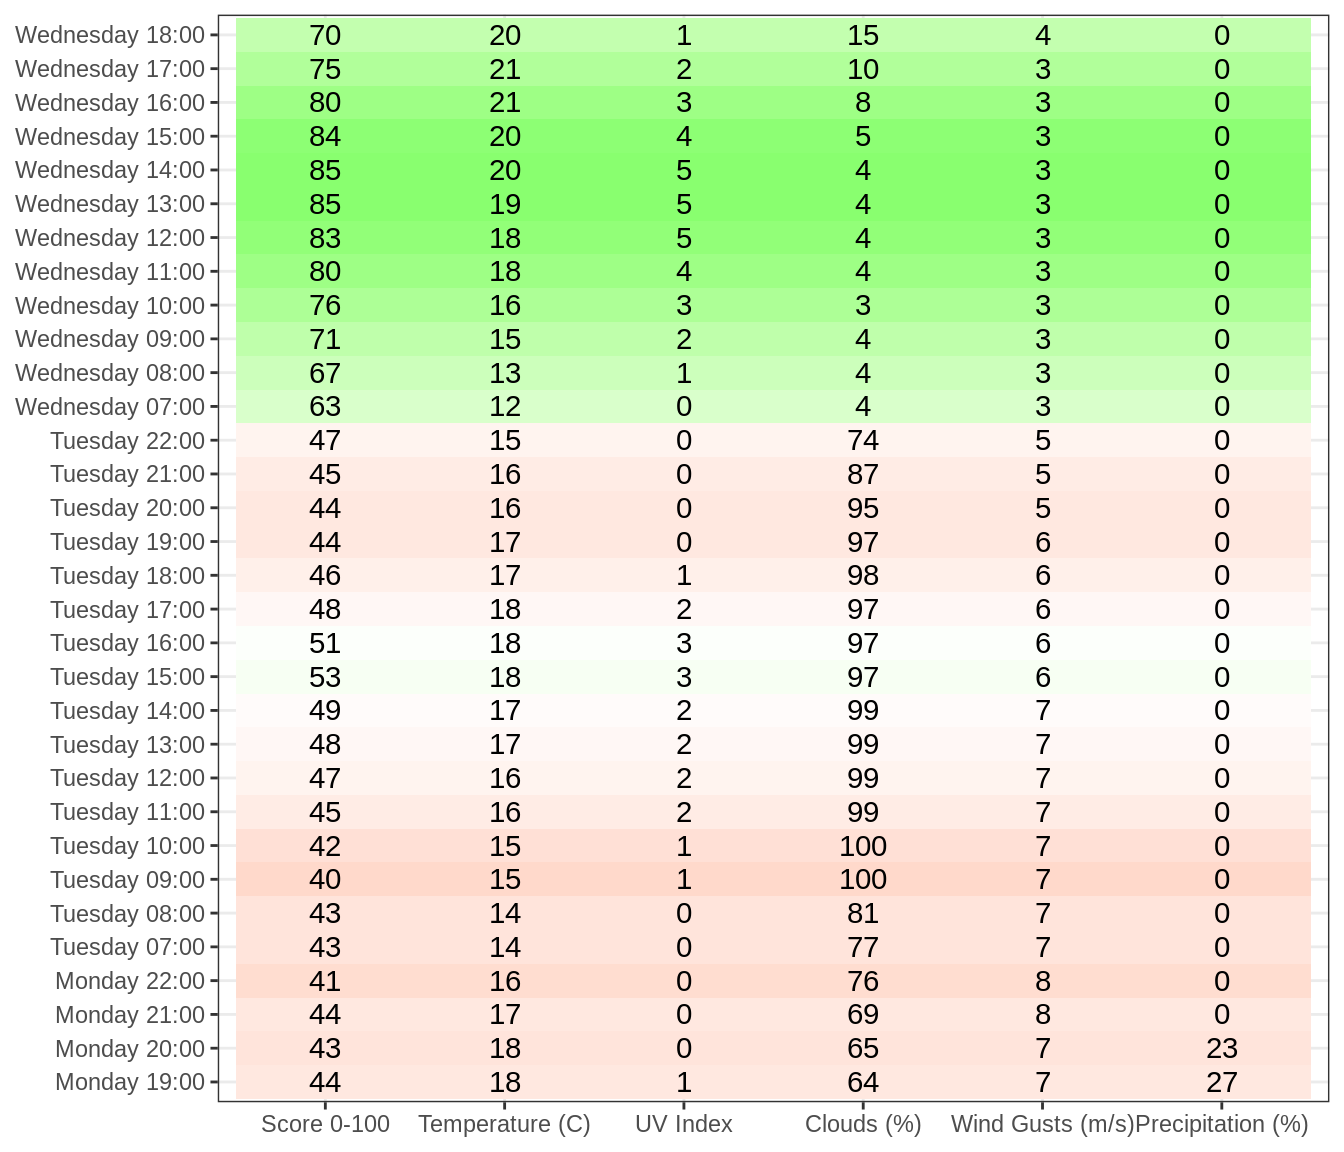 Wednesday 18:00 70 20 1 15 4 0
Wednesday 17:00 75 21 2 10 3 0
Wednesday 16:00 80 21 3 8 3 0
Wednesday 15:00 84 20 4 5 3 0
Wednesday 14:00 85 20 5 4 3 0
Wednesday 13:00 85 19 5 4 3 0
Wednesday 12:00 83 18 5 4 3 0
Wednesday 11:00 80 18 4 4 3 0
Wednesday 10:00 76 16 3 3 3 0
Wednesday 09:00 71 15 2 4 3 0
Wednesday 08:00 67 13 1 4 3 0
Wednesday 07:00 63 12 0 4 3 0
Tuesday 22:00 47 15 0 74 5 0
Tuesday 21:00 45 16 0 87 5 0
Tuesday 20:00 44 16 0 95 5 0
Tuesday 19:00 44 17 0 97 6 0
Tuesday 18:00 46 17 1 98 6 0
Tuesday 17:00 48 18 2 97 6 0
Tuesday 16:00 51 18 3 97 6 0
Tuesday 15:00 53 18 3 97 6 0
Tuesday 14:00 49 17 2 99 7 0
Tuesday 13:00 48 17 2 99 7 0
Tuesday 12:00 47 16 2 99 7 0
Tuesday 11:00 45 16 2 99 7 0
Tuesday 10:00 42 15 1 100 7 0
Tuesday 09:00 40 15 1 100 7 0
Tuesday 08:00 43 14 0 81 7 0
Tuesday 07:00 43 14 0 77 7 0
Monday 22:00 41 16 0 76 8 0
Monday 21:00 44 17 0 69 8 0
Monday 20:00 43 18 0 65 7 23
Monday 19:00 44 18 1 64 7 27
Score 0-100 Temperature (C) UV Index Clouds (%) Wind Gusts (m/s) Precipitation (%)